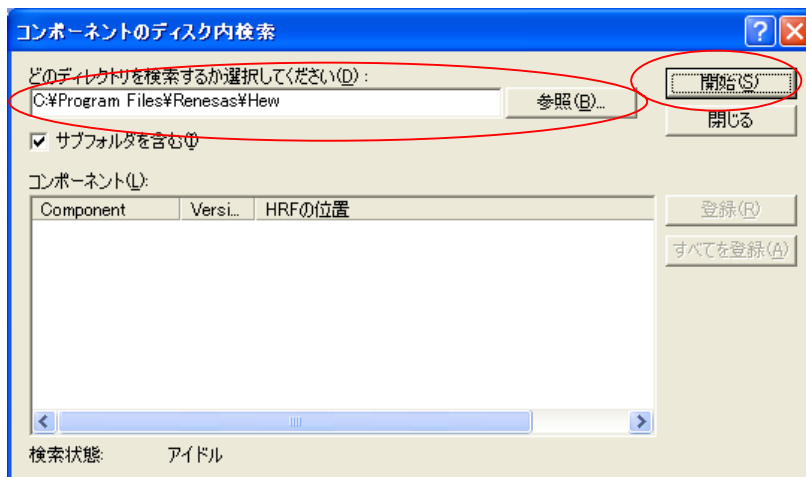 コンポーネントのディスク内検索
どのディレクトリを検索するか選択してください(D):
C:¥Program Files¥Renesas¥Hew
参照(B)...
開始(S)
閉じる
サブフォルダを含む(I)
コンポーネント(L):
Component Versi... HRFの位置
登録(R)
すべてを登録(A)
検索状態: アイドル